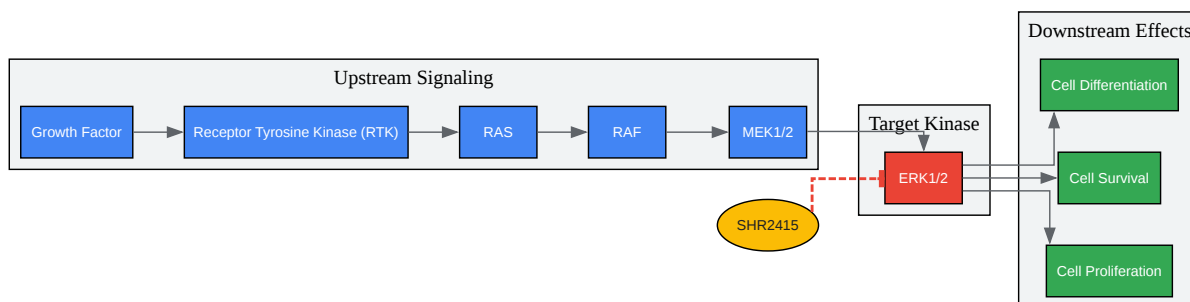 Downstream Effects
Upstream Signaling
Cell Differentiation
Growth Factor
Receptor Tyrosine Kinase (RTK)
RAS
RAF
MEK1/2
Target Kinase
ERK1/2
Cell Survival
SHR2415
Cell Proliferation